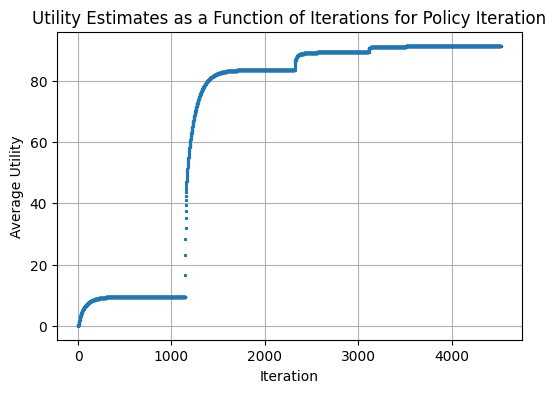 Utility Estimates as a Function of Iterations for Policy Iteration
Average Utility
80
60
40
20
0
0 1000 2000 3000 4000
Iteration